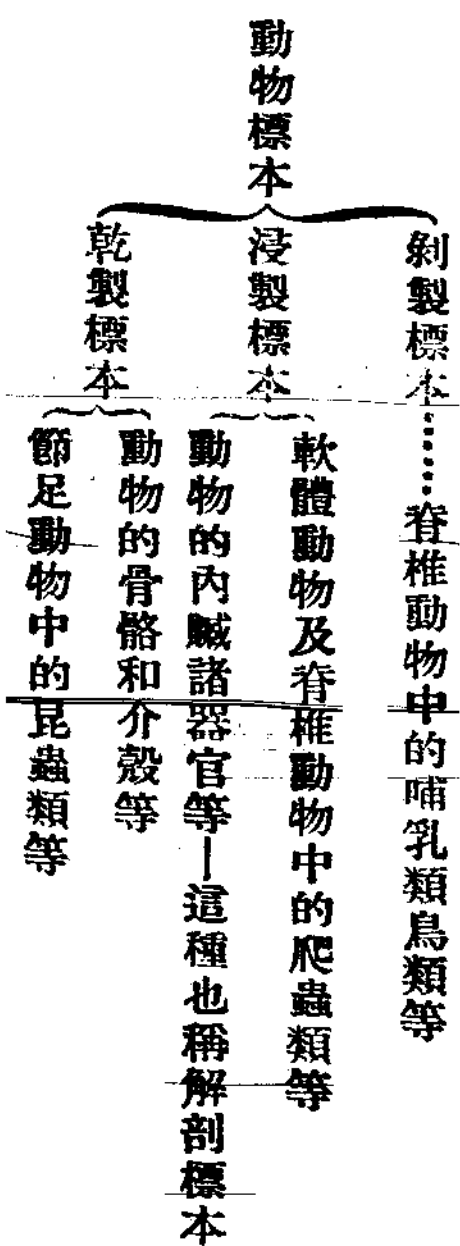 動物標本
剝製標本……脊椎動物中的哺乳類鳥類等
浸製標本
軟體動物及脊椎動物中的爬蟲類等
動物的內臟諸器官等—這種也稱解剖標本
乾製標本
動物的骨骼和介殼等
節足動物中的昆蟲類等